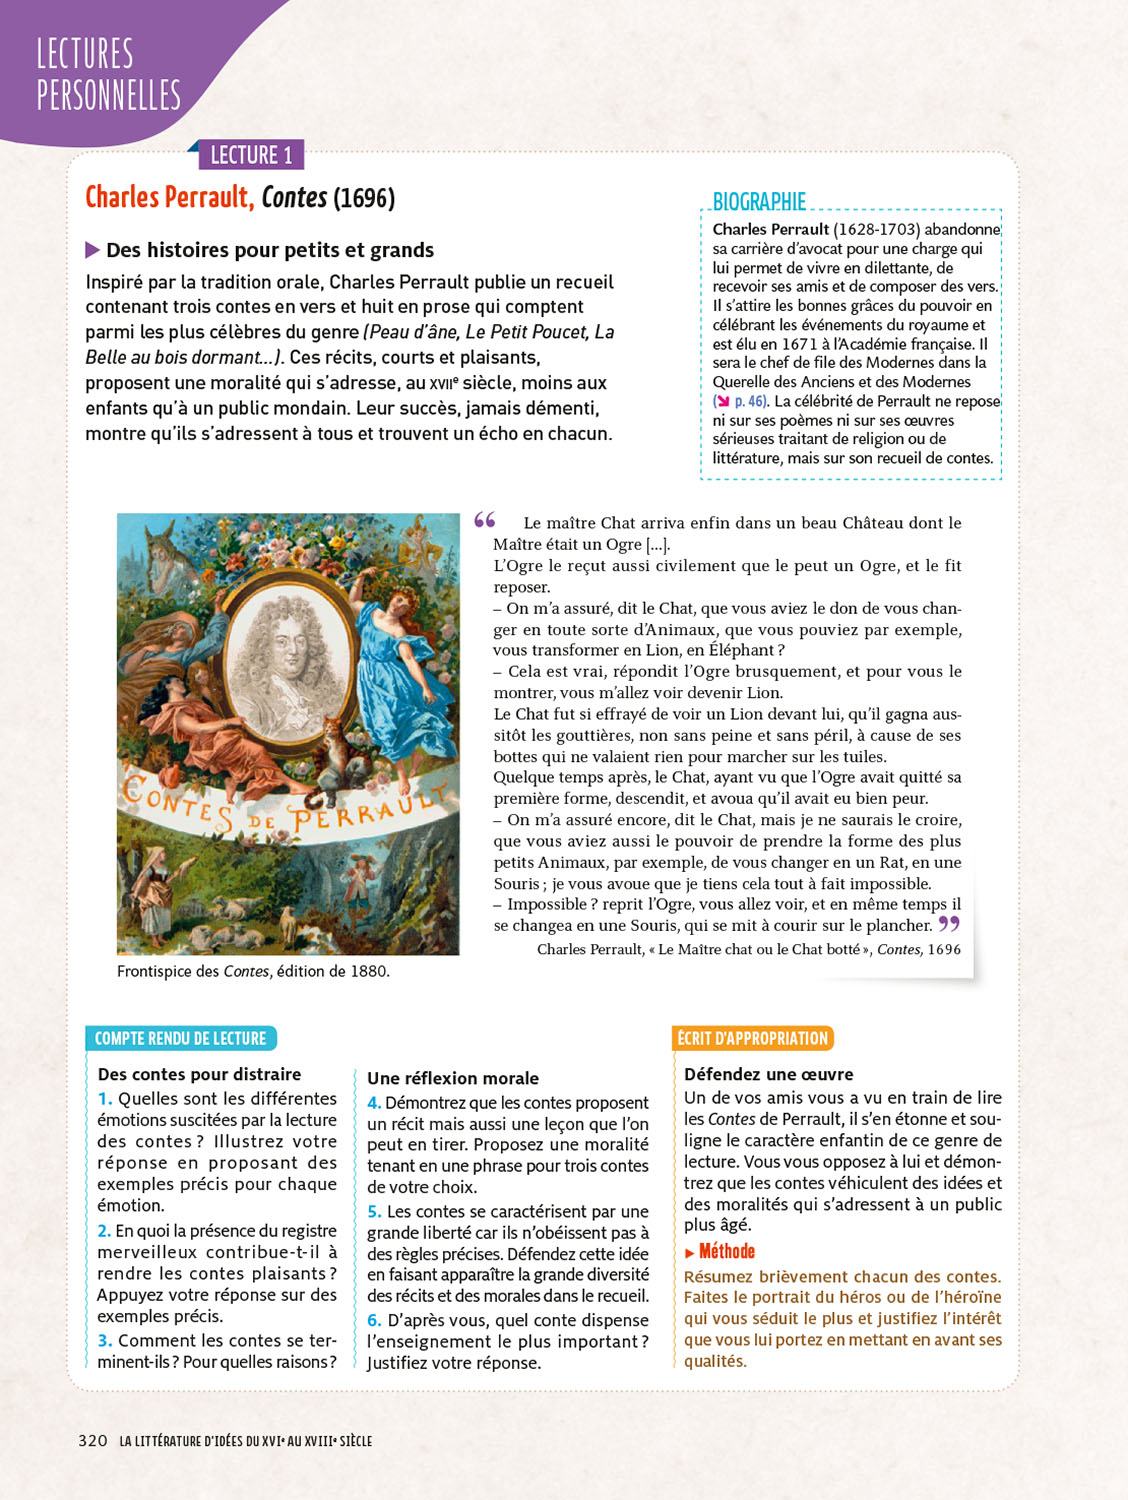 LECTURES
PERSONNELLES
LECTURE 1
Charles Perrault, Contes (1696)
▶ Des histoires pour petits et grands
Inspiré par la tradition orale, Charles Perrault publie un recueil
contenant trois contes en vers et huit en prose qui comptent
parmi les plus célèbres du genre (Peau d’âne, Le Petit Poucet, La
Belle au bois dormant…). Ces récits, courts et plaisants,
proposent une moralité qui s’adresse, au XVIIe siècle, moins aux
enfants qu’à un public mondain. Leur succès, jamais démenti,
montre qu’ils s’adressent à tous et trouvent un écho en chacun.
BIOGRAPHIE
Charles Perrault (1628-1703) abandonne
sa carrière d’avocat pour une charge qui
lui permet de vivre en dilettante, de
recevoir ses amis et de composer des vers.
Il s’attire les bonnes grâces du pouvoir en
célébrant les événements du royaume et
est élu en 1671 à l’Académie française. Il
sera le chef de file des Modernes dans la
Querelle des Anciens et des Modernes
(➘ p. 46). La célébrité de Perrault ne repose
ni sur ses poèmes ni sur ses œuvres
sérieuses traitant de religion ou de
littérature, mais sur son recueil de contes.
CONTES DE PERRAULT
Frontispice des Contes, édition de 1880.
“ Le maître Chat arriva enfin dans un beau Château dont le
Maître était un Ogre [...].
L’Ogre le reçut aussi civilement que le peut un Ogre, et le fit
reposer.
– On m’a assuré, dit le Chat, que vous aviez le don de vous chan-
ger en toute sorte d’Animaux, que vous pouviez par exemple,
vous transformer en Lion, en Éléphant ?
– Cela est vrai, répondit l’Ogre brusquement, et pour vous le
montrer, vous m’allez voir devenir Lion.
Le Chat fut si effrayé de voir un Lion devant lui, qu’il gagna aus-
sitôt les gouttières, non sans peine et sans péril, à cause de ses
bottes qui ne valaient rien pour marcher sur les tuiles.
Quelque temps après, le Chat, ayant vu que l’Ogre avait quitté sa
première forme, descendit, et avoua qu’il avait eu bien peur.
– On m’a assuré encore, dit le Chat, mais je ne saurais le croire,
que vous aviez aussi le pouvoir de prendre la forme des plus
petits Animaux, par exemple, de vous changer en un Rat, en une
Souris ; je vous avoue que je tiens cela tout à fait impossible.
– Impossible ? reprit l’Ogre, vous allez voir, et en même temps il
se changea en une Souris, qui se mit à courir sur le plancher. ”
Charles Perrault, « Le Maître chat ou le Chat botté », Contes, 1696
COMPTE RENDU DE LECTURE
Des contes pour distraire
1. Quelles sont les différentes
émotions suscitées par la lecture
des contes ? Illustrez votre
réponse en proposant des
exemples précis pour chaque
émotion.
2. En quoi la présence du registre
merveilleux contribue-t-il à
rendre les contes plaisants ?
Appuyez votre réponse sur des
exemples précis.
3. Comment les contes se ter-
minent-ils ? Pour quelles raisons ?
Une réflexion morale
4. Démontrez que les contes proposent
un récit mais aussi une leçon que l’on
peut en tirer. Proposez une moralité
tenant en une phrase pour trois contes
de votre choix.
5. Les contes se caractérisent par une
grande liberté car ils n’obéissent pas à
des règles précises. Défendez cette idée
en faisant apparaître la grande diversité
des récits et des morales dans le recueil.
6. D’après vous, quel conte dispense
l’enseignement le plus important ?
Justifiez votre réponse.
ÉCRIT D’APPROPRIATION
Défendez une œuvre
Un de vos amis vous a vu en train de lire
les Contes de Perrault, il s’en étonne et sou-
ligne le caractère enfantin de ce genre de
lecture. Vous vous opposez à lui et démon-
trez que les contes véhiculent des idées et
des moralités qui s’adressent à un public
plus âgé.
▶ Méthode
Résumez brièvement chacun des contes.
Faites le portrait du héros ou de l’héroïne
qui vous séduit le plus et justifiez l’intérêt
que vous lui portez en mettant en avant ses
qualités.
320 LA LITTÉRATURE D’IDÉES DU XVIe AU XVIIIe SIÈCLE